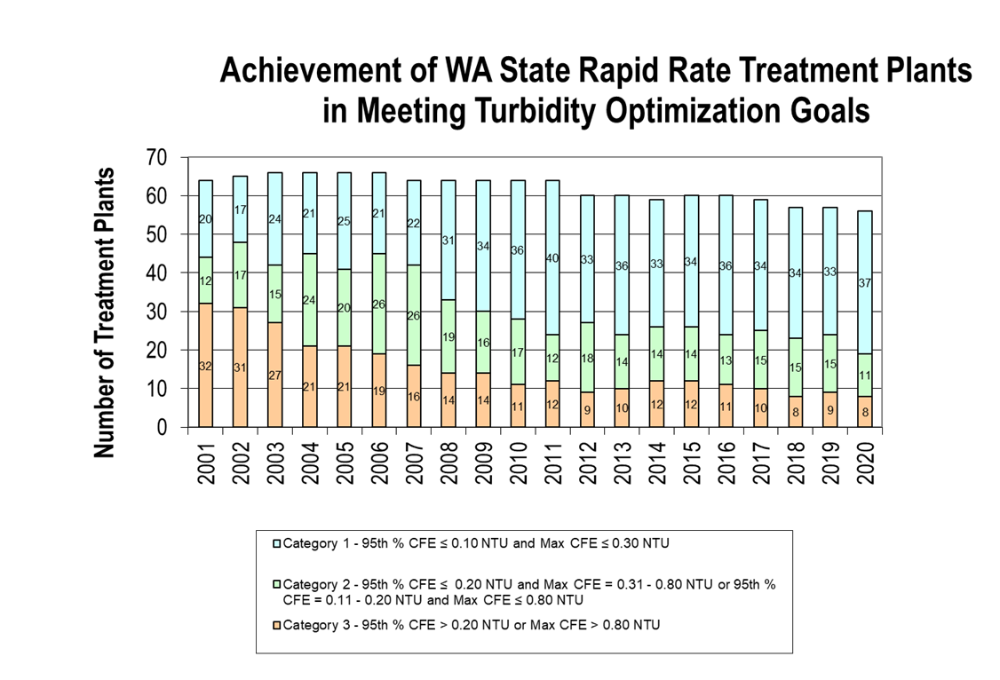 Achievement of WA State Rapid Rate Treatment Plants
in Meeting Turbidity Optimization Goals
Number of Treatment Plants
70
60
50
40
30
20
10
0
20 17 24 21 25 21 22 31 34 36 40 33 36 33 34 36 34 34 33 37
12 17 15 24 20 26 26 19 16 17 12 18 14 14 14 13 15 15 15 11
32 31 27 21 21 19 16 14 14 11 12 9 10 12 12 11 10 8 9 8
2001 2002 2003 2004 2005 2006 2007 2008 2009 2010 2011 2012 2013 2014 2015 2016 2017 2018 2019 2020
Category 1 - 95th % CFE ≤ 0.10 NTU and Max CFE ≤ 0.30 NTU
Category 2 - 95th % CFE ≤ 0.20 NTU and Max CFE = 0.31 - 0.80 NTU or 95th %
CFE = 0.11 - 0.20 NTU and Max CFE ≤ 0.80 NTU
Category 3 - 95th % CFE > 0.20 NTU or Max CFE > 0.80 NTU